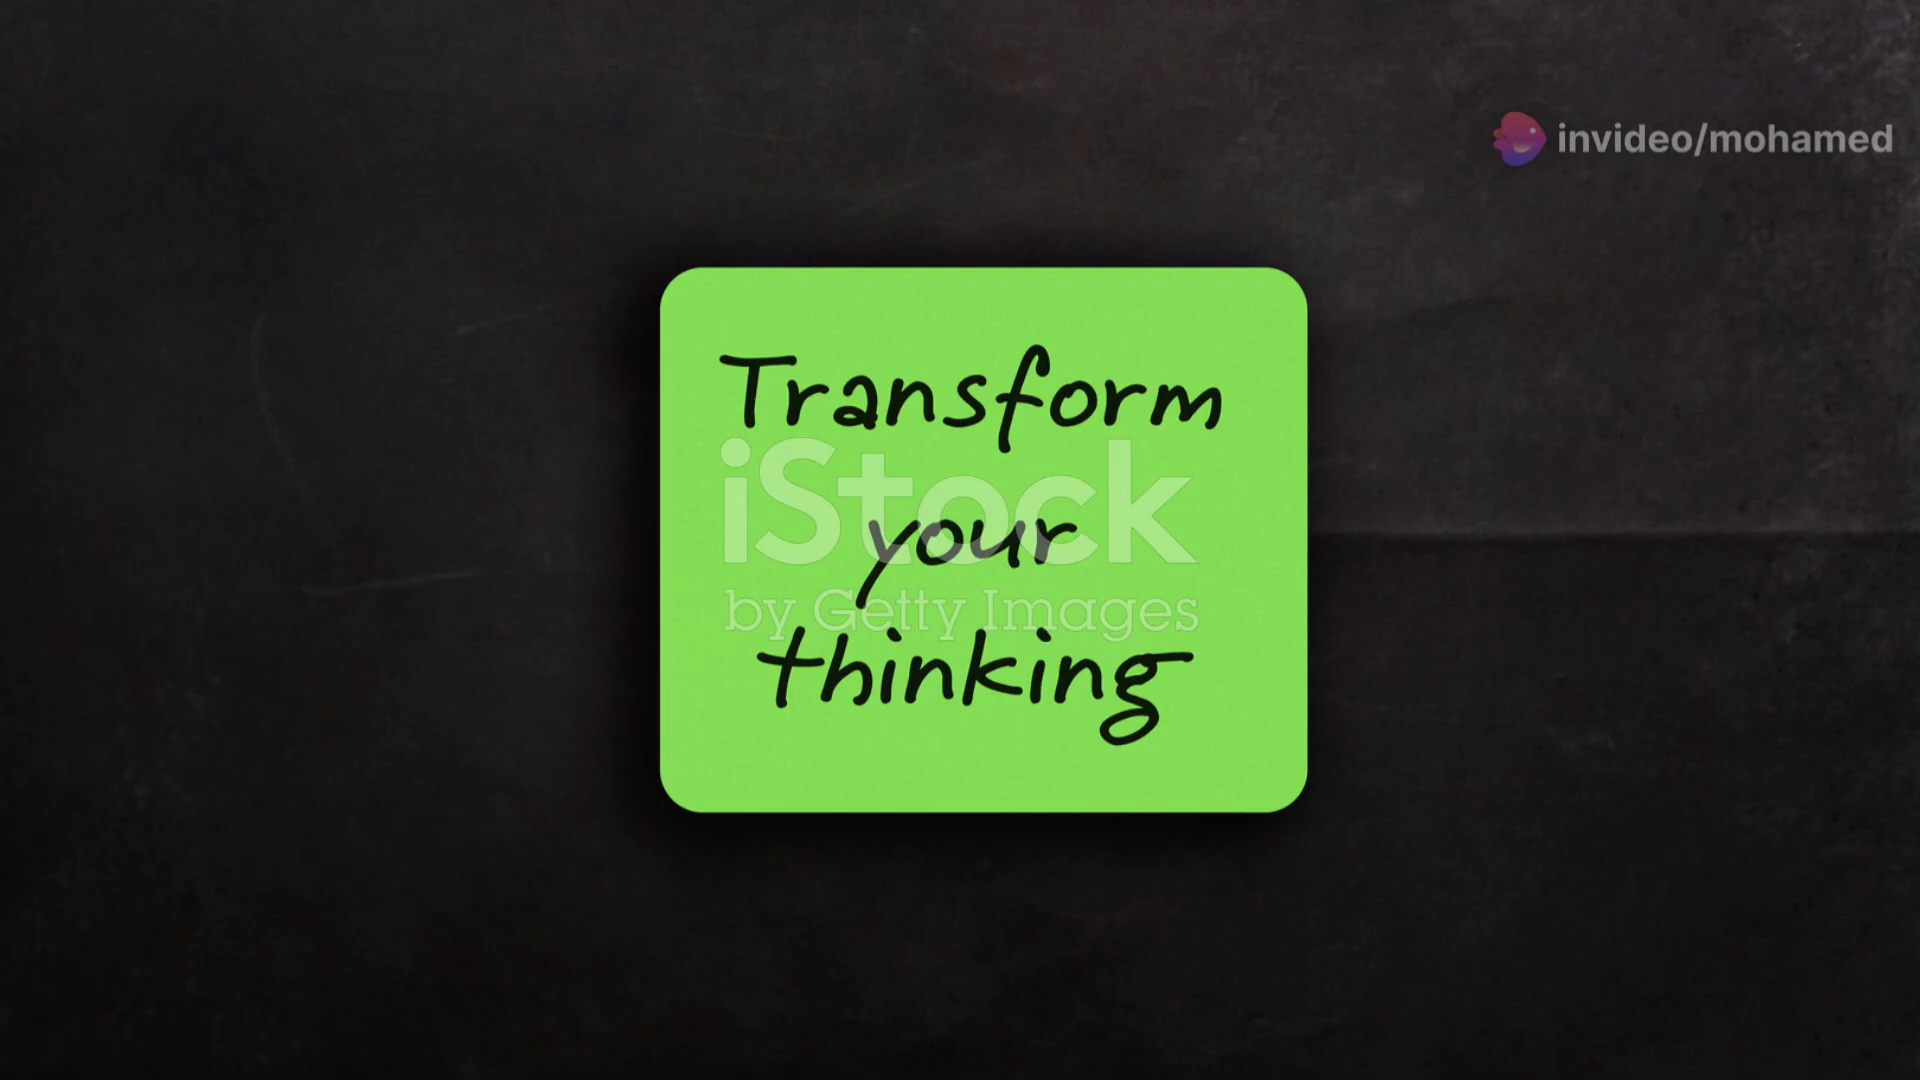 invideo/mohamed
Transform
iStock
your
by Getty Images
thinking